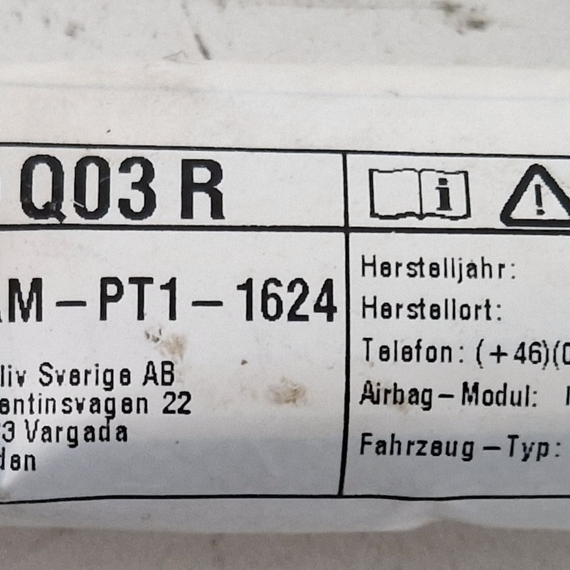 Q03 R
AM-PT1-1624
liv Sverige AB
entinsvagen 22
3 Vargada
den
Herstelljahr:
Herstellort:
Telefon: (+46)(0
Airbag-Modul:
Fahrzeug-Typ: